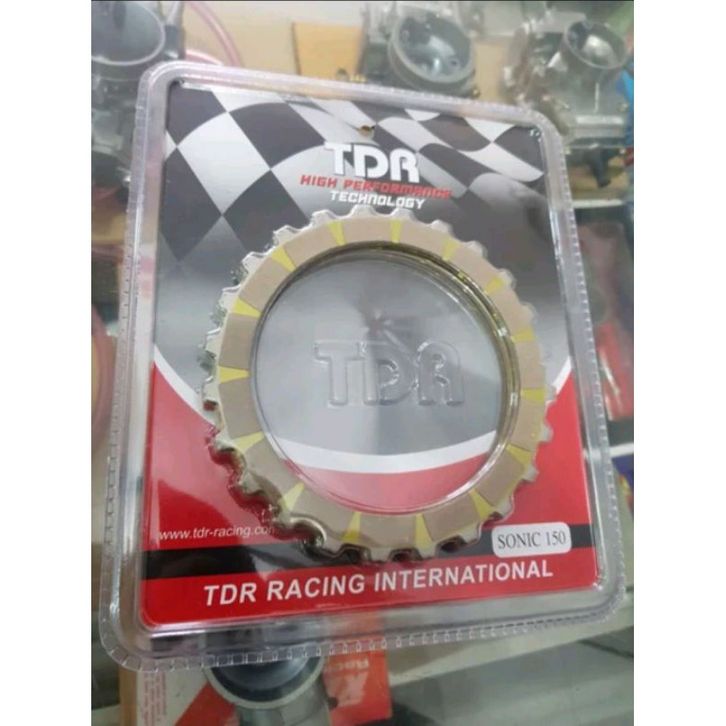 TDR
HIGH PERFORMANCE
TECHNOLOGY
TDR
www.tdr-racing.com
SONIC 150
TDR RACING INTERNATIONAL